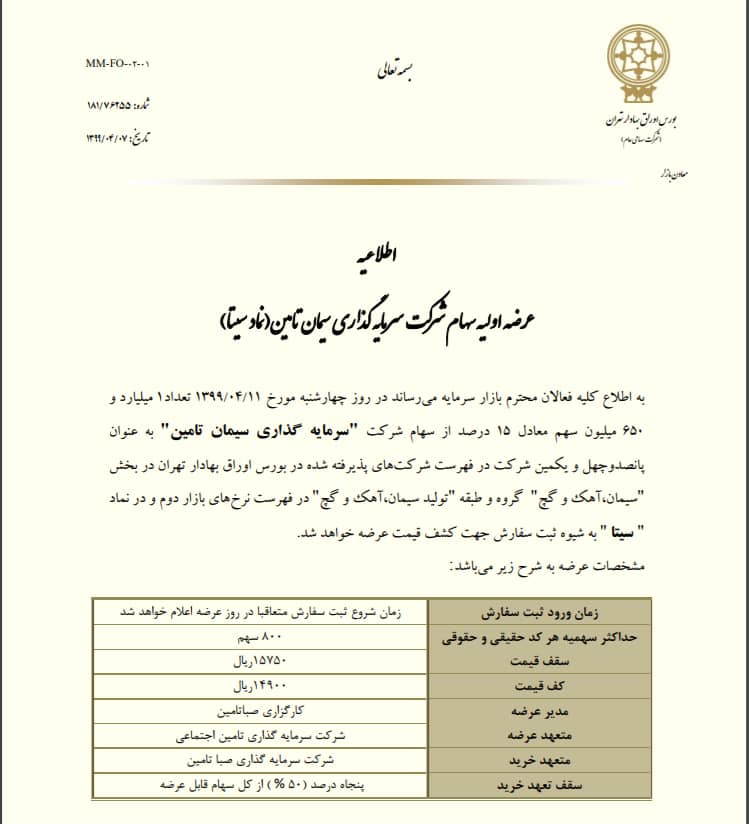 بسمه تعالی
MM-FO-۰۲-۰۱
شماره: ۱۸۱/۷۶۲۵۵
تاریخ: ۱۳۹۹/۰۴/۰۷
بورس اوراق بهادار تهران
(شرکت سهامی عام)
معاون بازار
اطلاعیه
عرضه اولیه سهام شرکت سرمایه گذاری سیمان تامین(نماد سیتا)
به اطلاع کلیه فعالان محترم بازار سرمایه می‌رساند در روز چهارشنبه مورخ ۱۳۹۹/۰۴/۱۱ تعداد۱ میلیارد و
۶۵۰ میلیون سهم معادل ۱۵ درصد از سهام شرکت "سرمایه گذاری سیمان تامین" به عنوان
پانصدوچهل و یکمین شرکت در فهرست شرکت‌های پذیرفته شده در بورس اوراق بهادار تهران در بخش
"سیمان،آهک و گچ" گروه و طبقه "تولید سیمان،آهک و گچ" در فهرست نرخ‌های بازار دوم و در نماد
" سیتا " به شیوه ثبت سفارش جهت کشف قیمت عرضه خواهد شد.
مشخصات عرضه به شرح زیر می‌باشد:
زمان ورود ثبت سفارش زمان شروع ثبت سفارش متعاقبا در روز عرضه اعلام خواهد شد
حداکثر سهمیه هر کد حقیقی و حقوقی ۸۰۰ سهم
سقف قیمت ۱۵۷۵۰ریال
کف قیمت ۱۴۹۰۰ریال
مدیر عرضه کارگزاری صباتامین
متعهد عرضه شرکت سرمایه گذاری تامین اجتماعی
متعهد خرید شرکت سرمایه گذاری صبا تامین
سقف تعهد خرید پنجاه درصد (۵۰ %) از کل سهام قابل عرضه